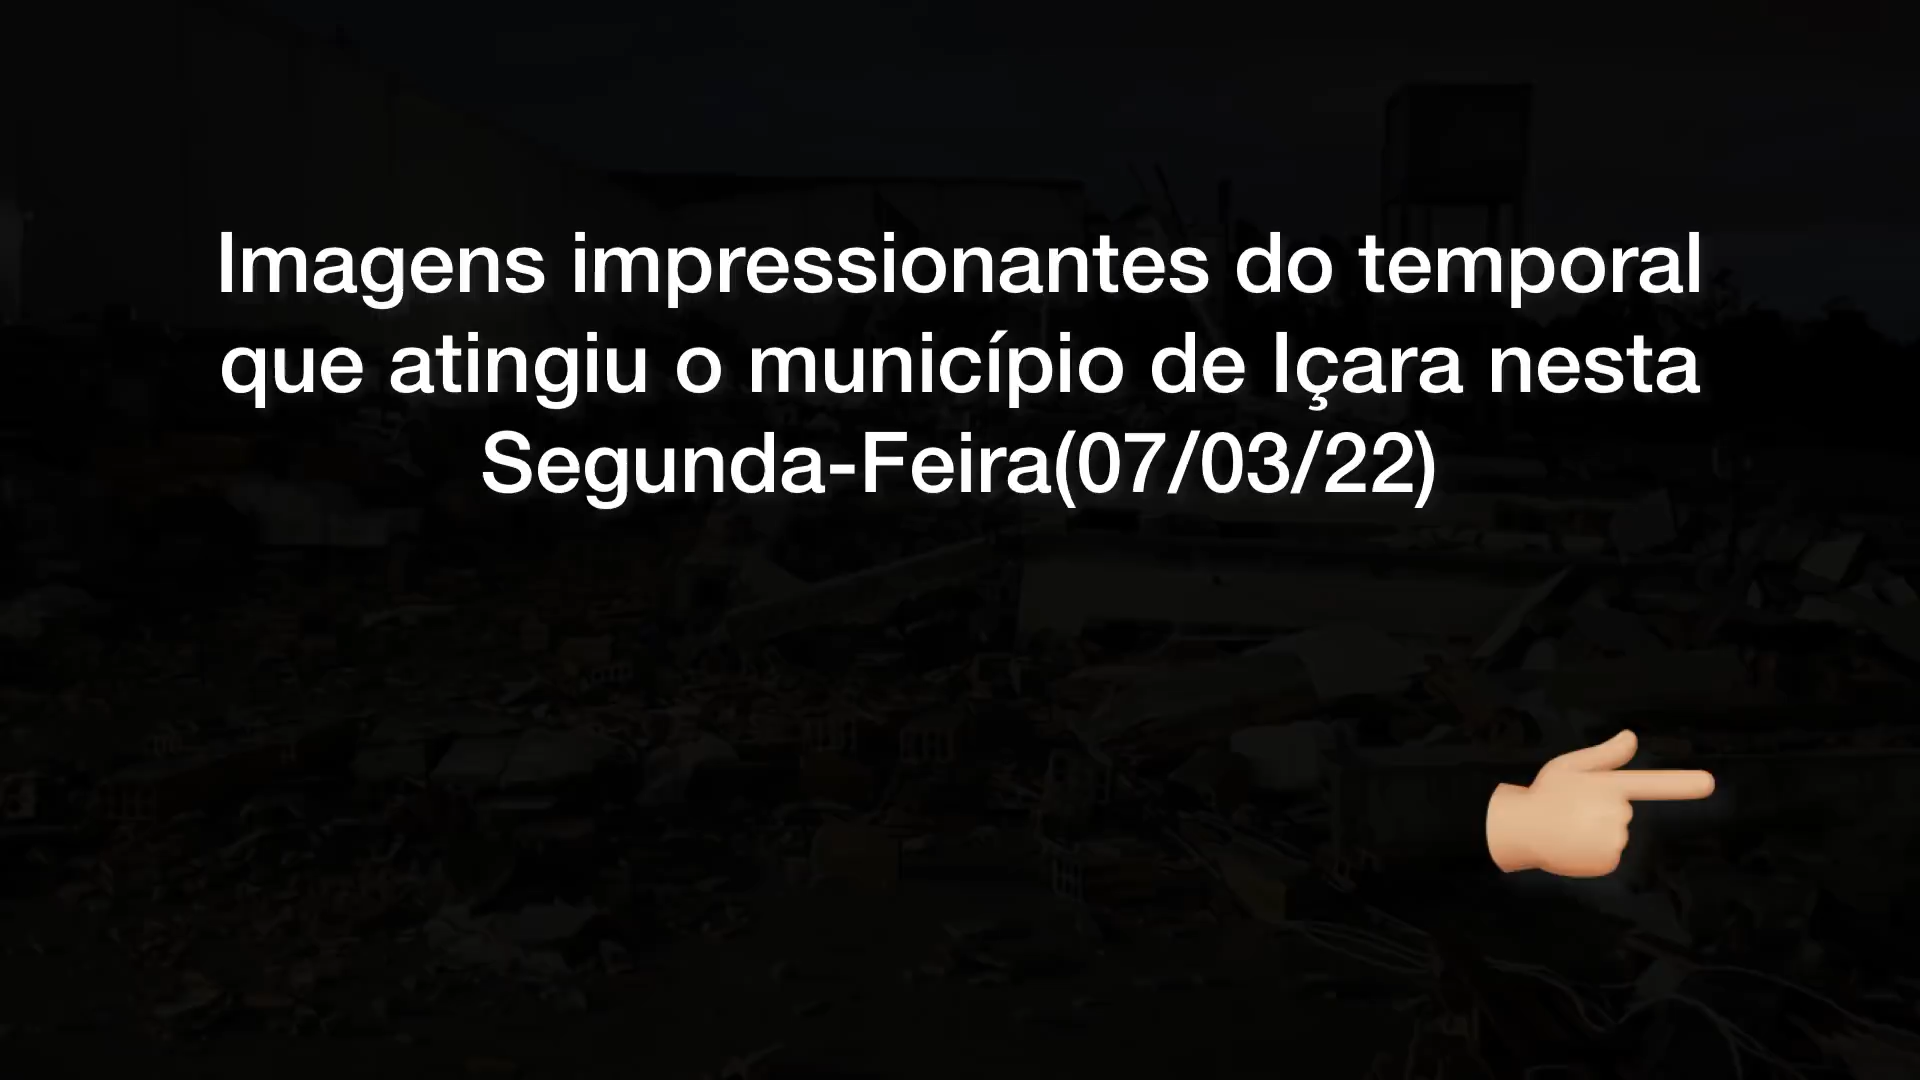 Imagens impressionantes do temporal
que atingiu o município de Içara nesta
Segunda-Feira(07/03/22)